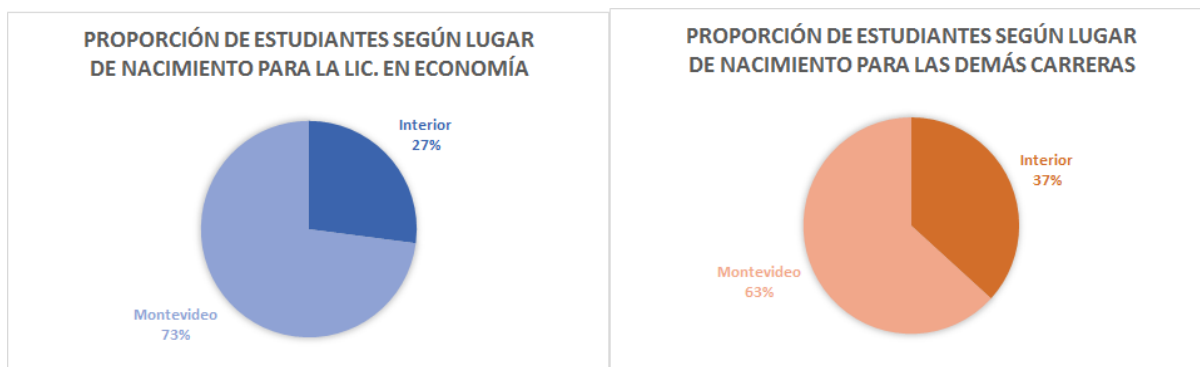 PROPORCIÓN DE ESTUDIANTES SEGÚN LUGAR
DE NACIMIENTO PARA LA LIC. EN ECONOMÍA
Interior
27%
Montevideo
73%
PROPORCIÓN DE ESTUDIANTES SEGÚN LUGAR
DE NACIMIENTO PARA LAS DEMÁS CARRERAS
Interior
37%
Montevideo
63%